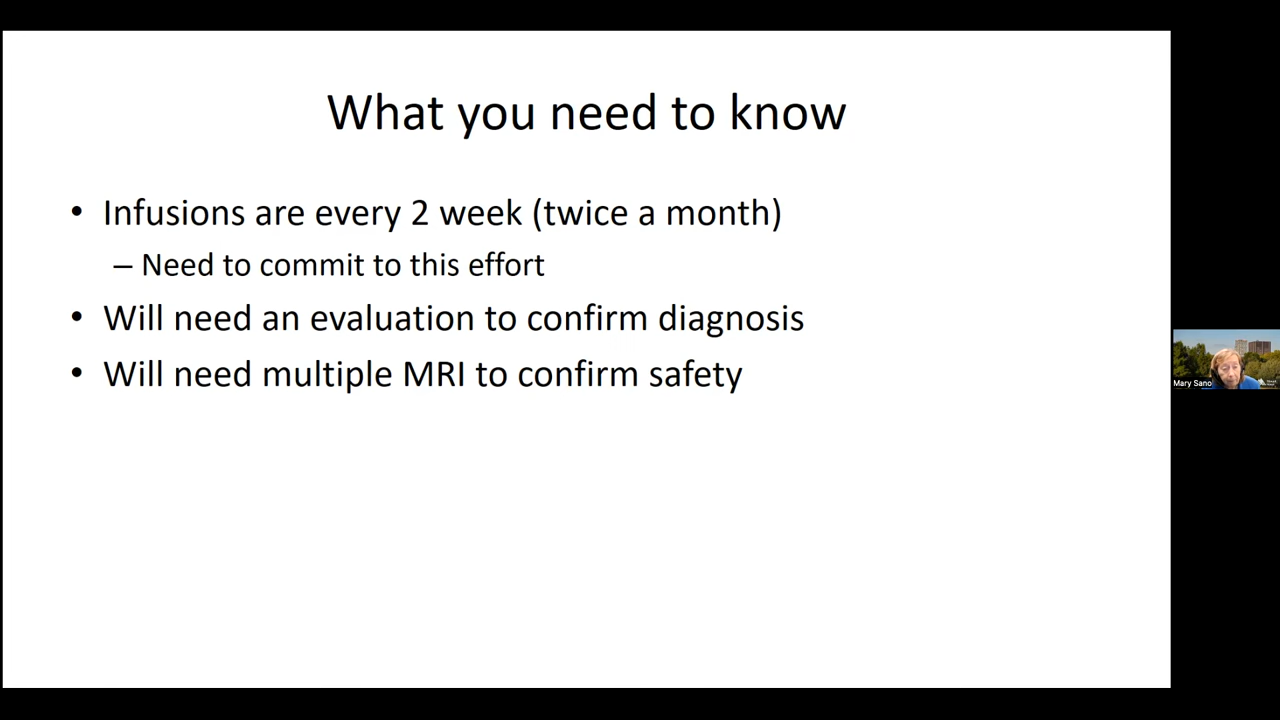 What you need to know
• Infusions are every 2 week (twice a month)
– Need to commit to this effort
• Will need an evaluation to confirm diagnosis
• Will need multiple MRI to confirm safety
Mary Sano